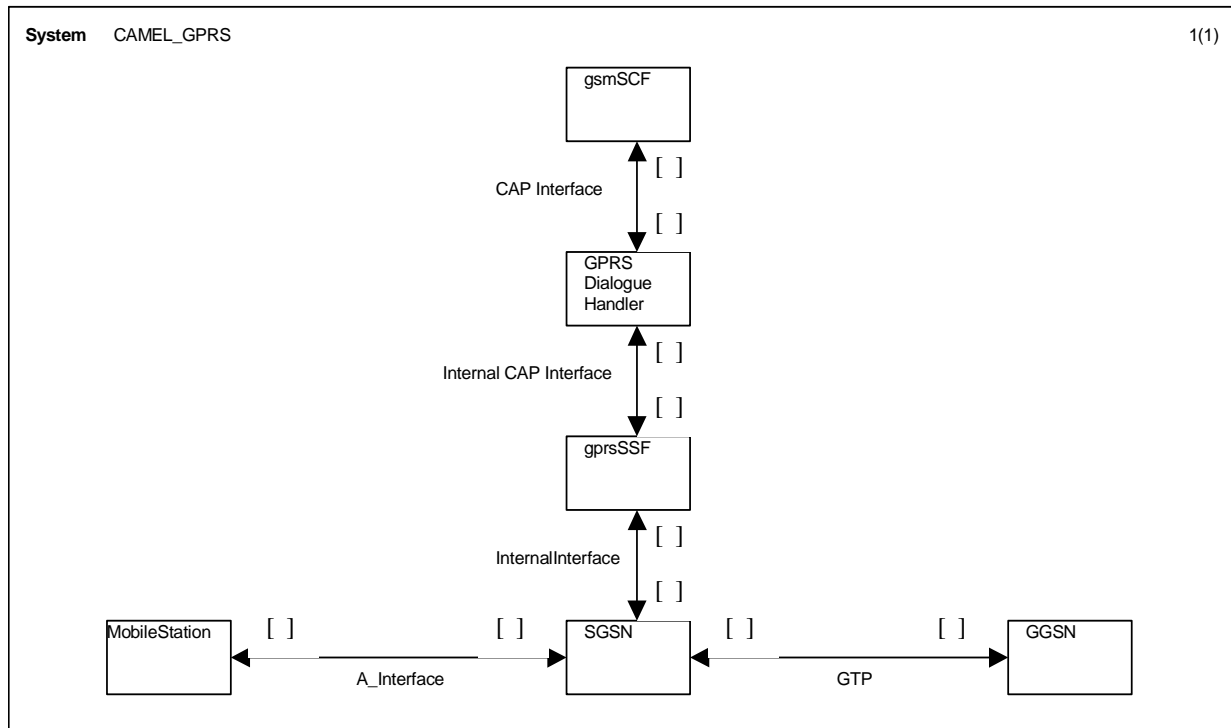 System CAMEL_GPRS 1(1)
gsmSCF
[ ]
CAP Interface
[ ]
GPRS
Dialogue
Handler
[ ]
Internal CAP Interface
[ ]
gprsSSF
[ ]
InternalInterface
[ ]
MobileStation [ ] [ ] SGSN [ ] [ ] GGSN
A_Interface GTP